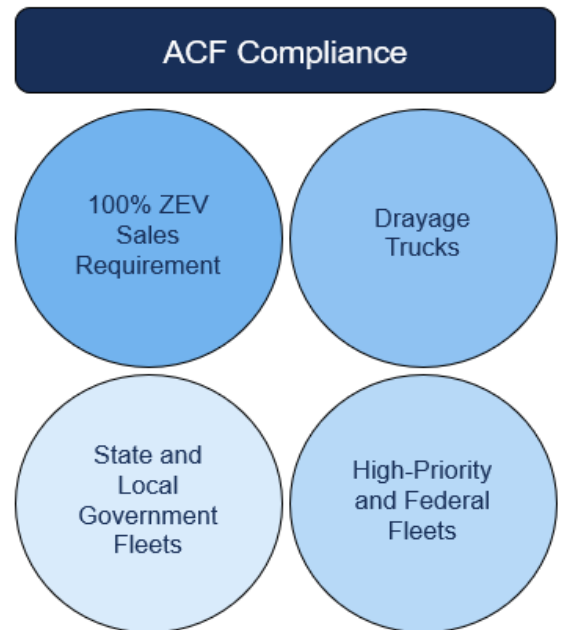 ACF Compliance
100% ZEV
Sales
Requirement
Drayage
Trucks
State and
Local
Government
Fleets
High-Priority
and Federal
Fleets